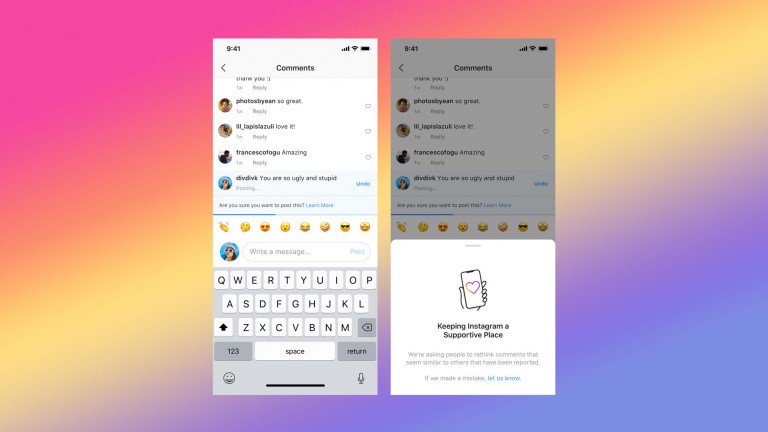 9:41
Comments
thank you :)
1w Reply
photosbyean so great.
1w Reply
lil_lapislazuli love it!
1w Reply
francescofogu Amazing
1w Reply
divdivk You are so ugly and stupid
Posting... Undo
Are you sure you want to post this? Learn More
Write a message... Post
Q W E R T Y U I O P
A S D F G H J K L
Z X C V B N M
123 space return
9:41
Comments
thank you :)
1w Reply
photosbyean so great.
1w Reply
lil_lapislazuli love it!
1w Reply
francescofogu Amazing
1w Reply
divdivk You are so ugly and stupid
Posting... Undo
Are you sure you want to post this? Learn More
Keeping Instagram a
Supportive Place
We're asking people to rethink comments that
seem similar to others that have been reported.
If we made a mistake, let us know.